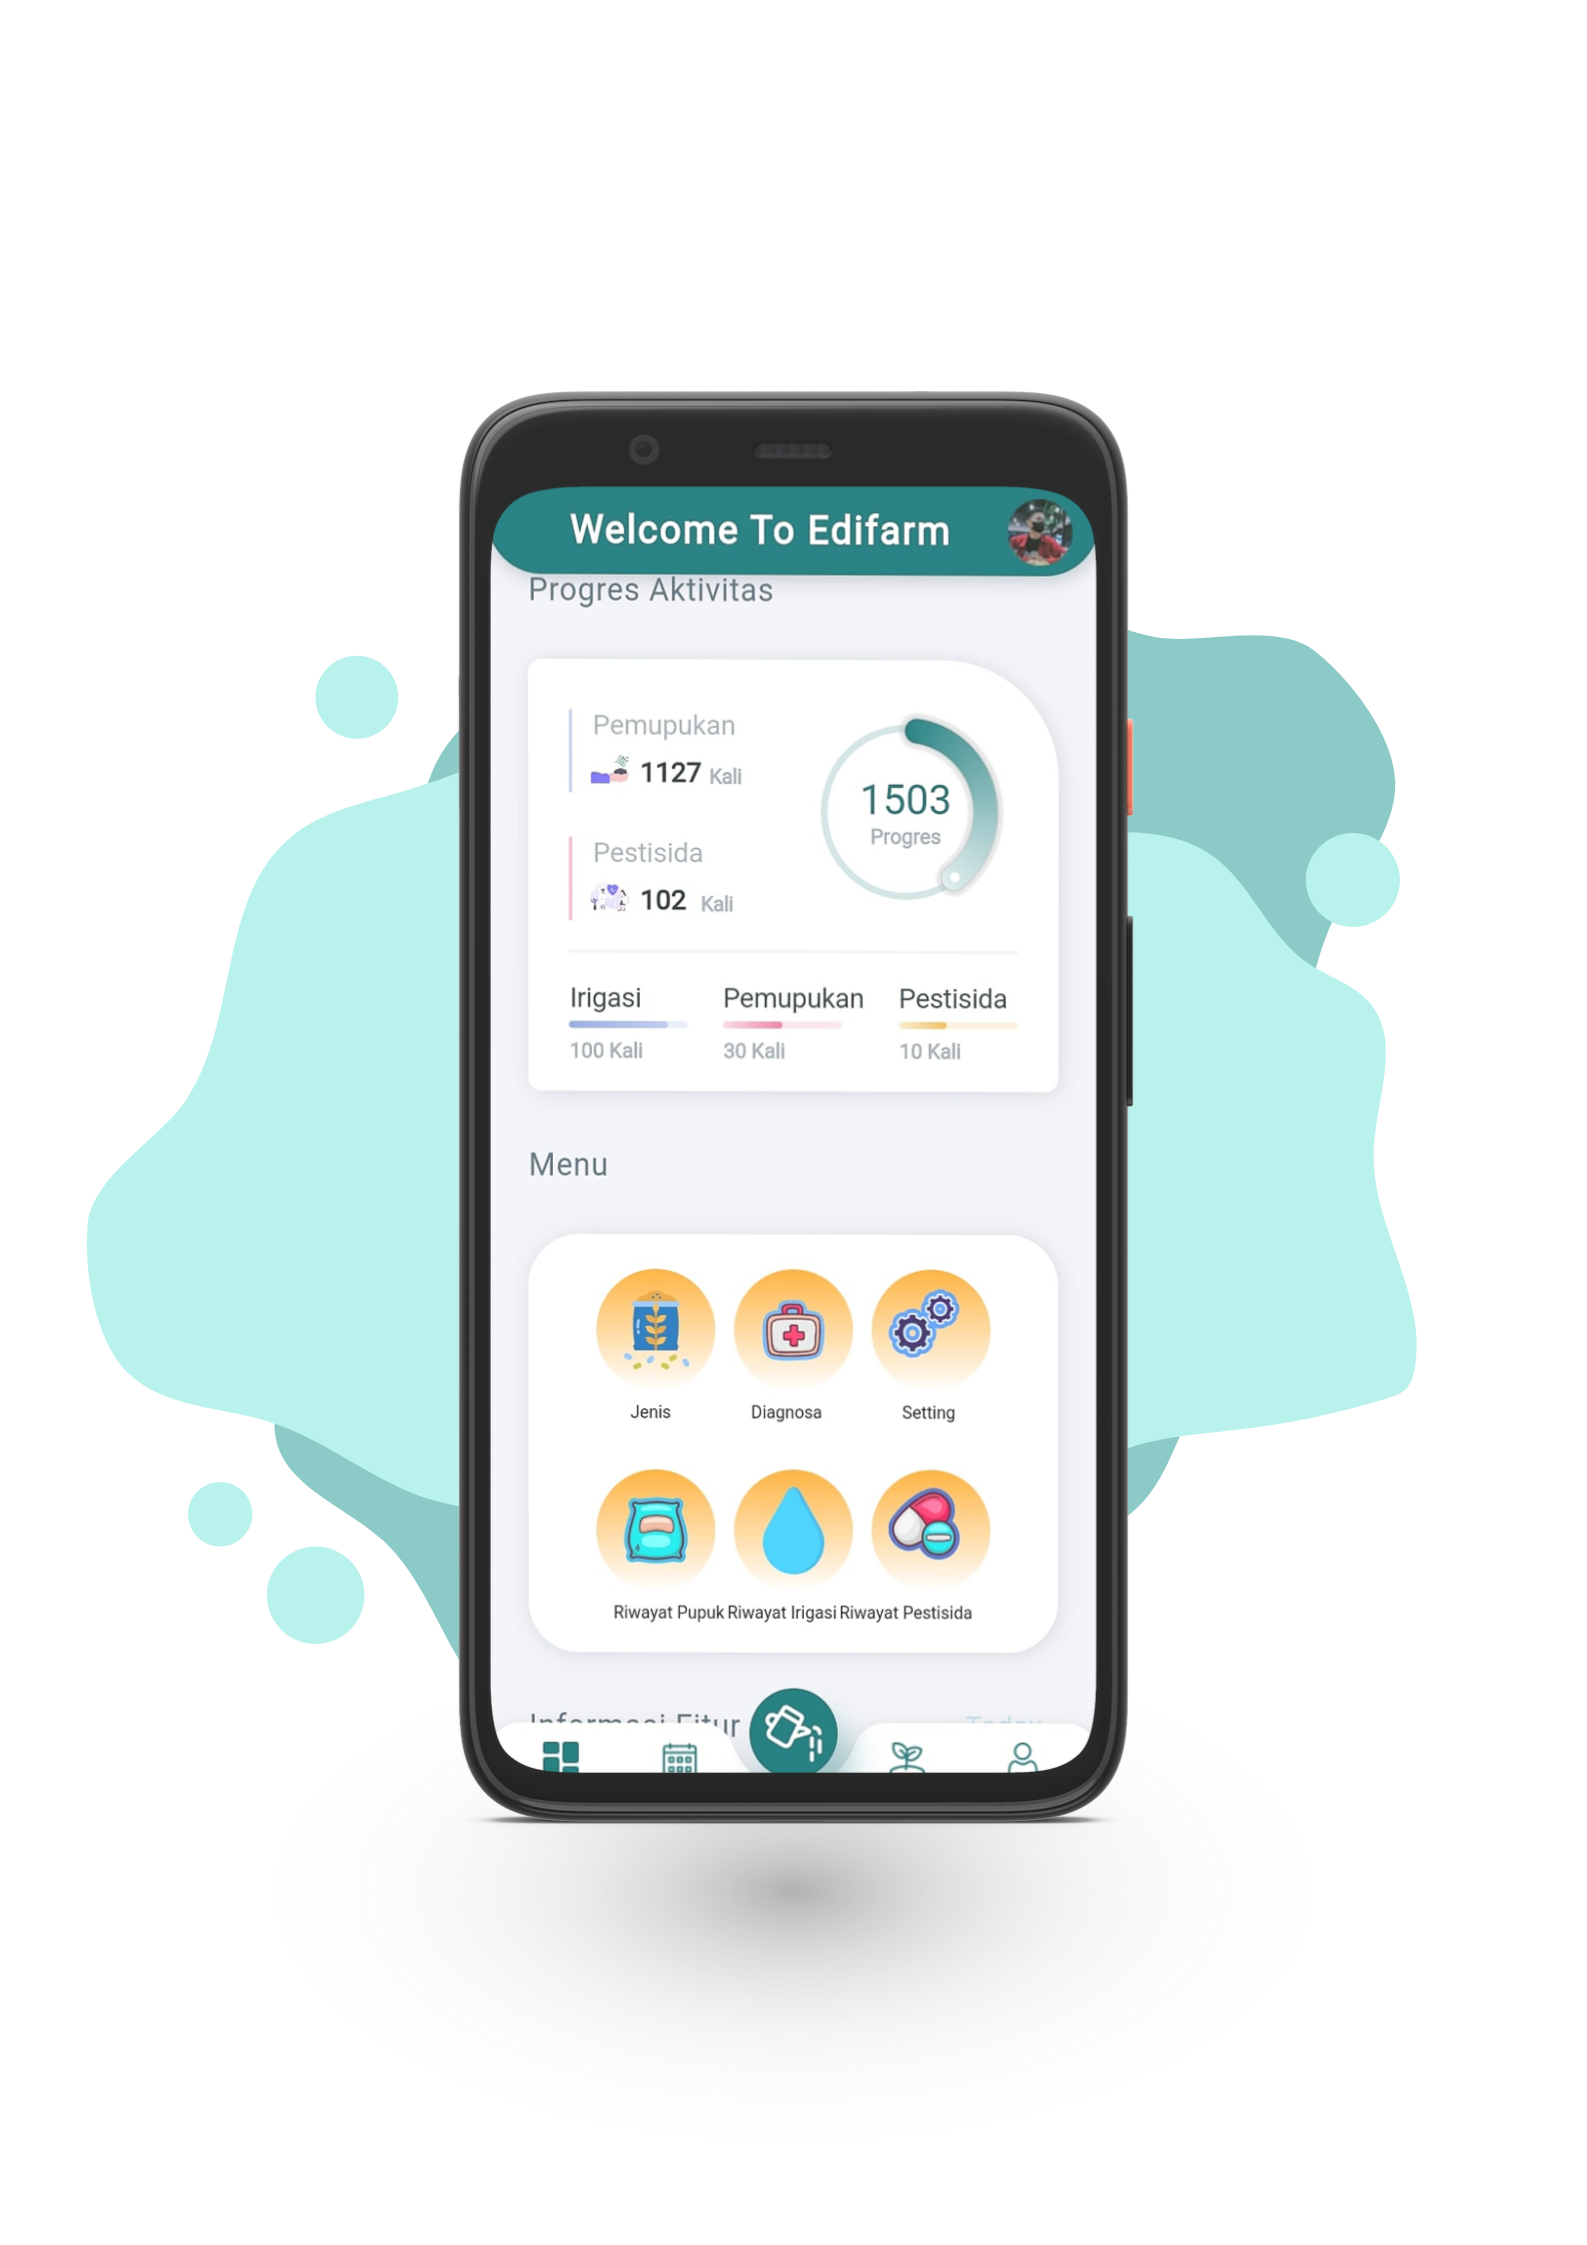 Welcome To Edifarm
Progres Aktivitas
Pemupukan
1127 Kali
Pestisida
102 Kali
1503
Progres
Irigasi Pemupukan Pestisida
100 Kali 30 Kali 10 Kali
Menu
Jenis Diagnosa Setting
Riwayat Pupuk Riwayat Irigasi Riwayat Pestisida
Informasi Fitur Today